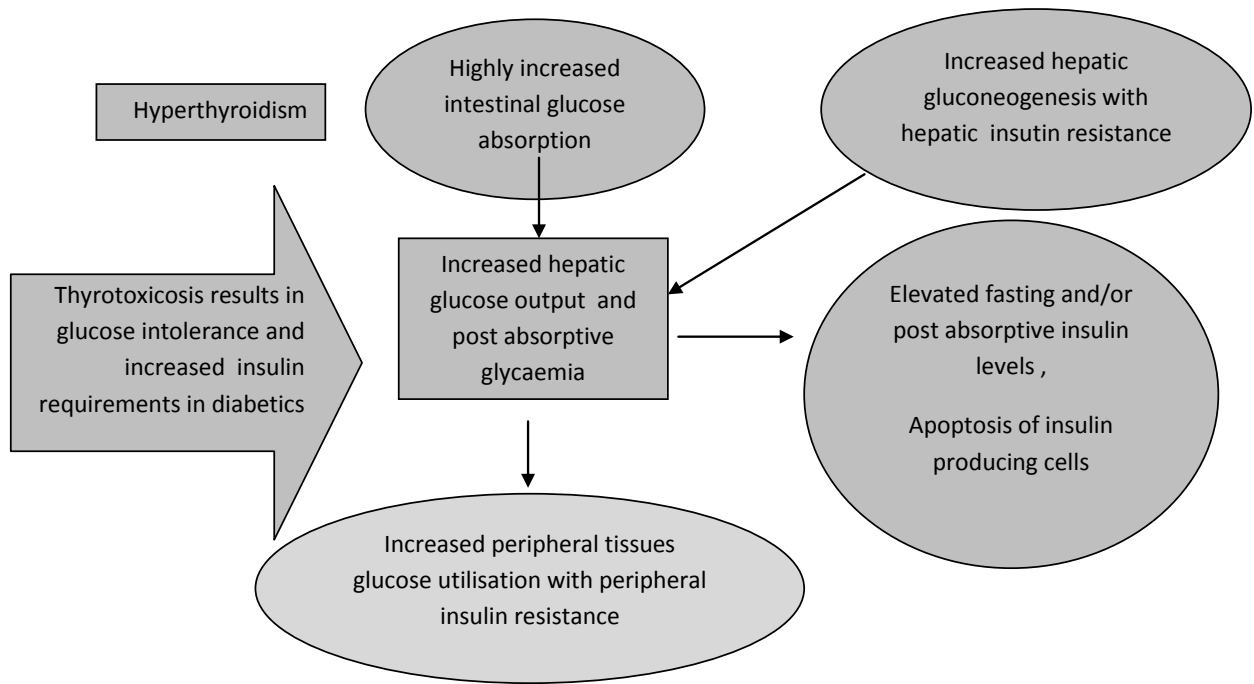 Hyperthyroidism
Highly increased
intestinal glucose
absorption
Increased hepatic
gluconeogenesis with
hepatic insutin resistance
Thyrotoxicosis results in
glucose intolerance and
increased insulin
requirements in diabetics
Increased hepatic
glucose output and
post absorptive
glycaemia
Elevated fasting and/or
post absorptive insulin
levels ,
Apoptosis of insulin
producing cells
Increased peripheral tissues
glucose utilisation with peripheral
insulin resistance